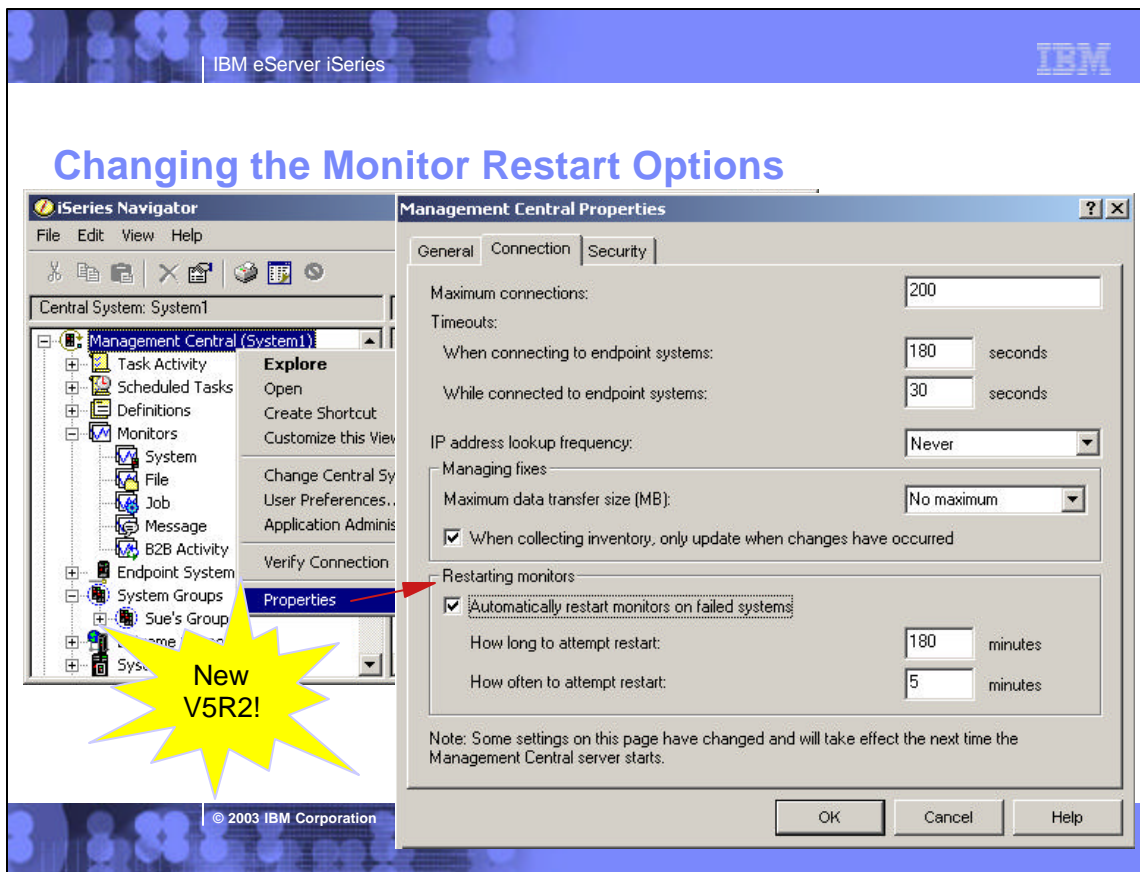 IBM eServer iSeries
IBM
Changing the Monitor Restart Options
iSeries Navigator
File Edit View Help
Central System: System1
Management Central (System1)
Task Activity
Scheduled Tasks
Definitions
Monitors
System
File
Job
Message
B2B Activity
Endpoint System
System Groups
Sue's Group
Explore
Open
Create Shortcut
Customize this View
Change Central Sy
User Preferences..
Application Adminis
Verify Connection
Properties
New
V5R2!
Management Central Properties
General Connection Security
Maximum connections: 200
Timeouts:
When connecting to endpoint systems: 180 seconds
While connected to endpoint systems: 30 seconds
IP address lookup frequency: Never
Managing fixes
Maximum data transfer size (MB): No maximum
When collecting inventory, only update when changes have occurred
Restarting monitors
Automatically restart monitors on failed systems
How long to attempt restart: 180 minutes
How often to attempt restart: 5 minutes
Note: Some settings on this page have changed and will take effect the next time the
Management Central server starts.
OK Cancel Help
© 2003 IBM Corporation